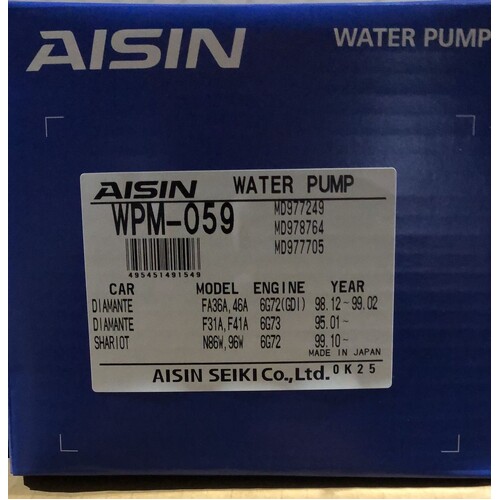 AISIN WATER PUMP
AISIN WATER PUMP
WPM-059 MD977249
MD978764
MD977705
495451491549
CAR MODEL ENGINE YEAR
DIAMANTE FA36A,46A 6G72(GDI) 98.12-99.02
DIAMANTE F31A,F41A 6G73 95.01-
SHARIOT N86W,96W 6G72 99.10-
MADE IN JAPAN
AISIN SEIKI Co.,Ltd. 0K25